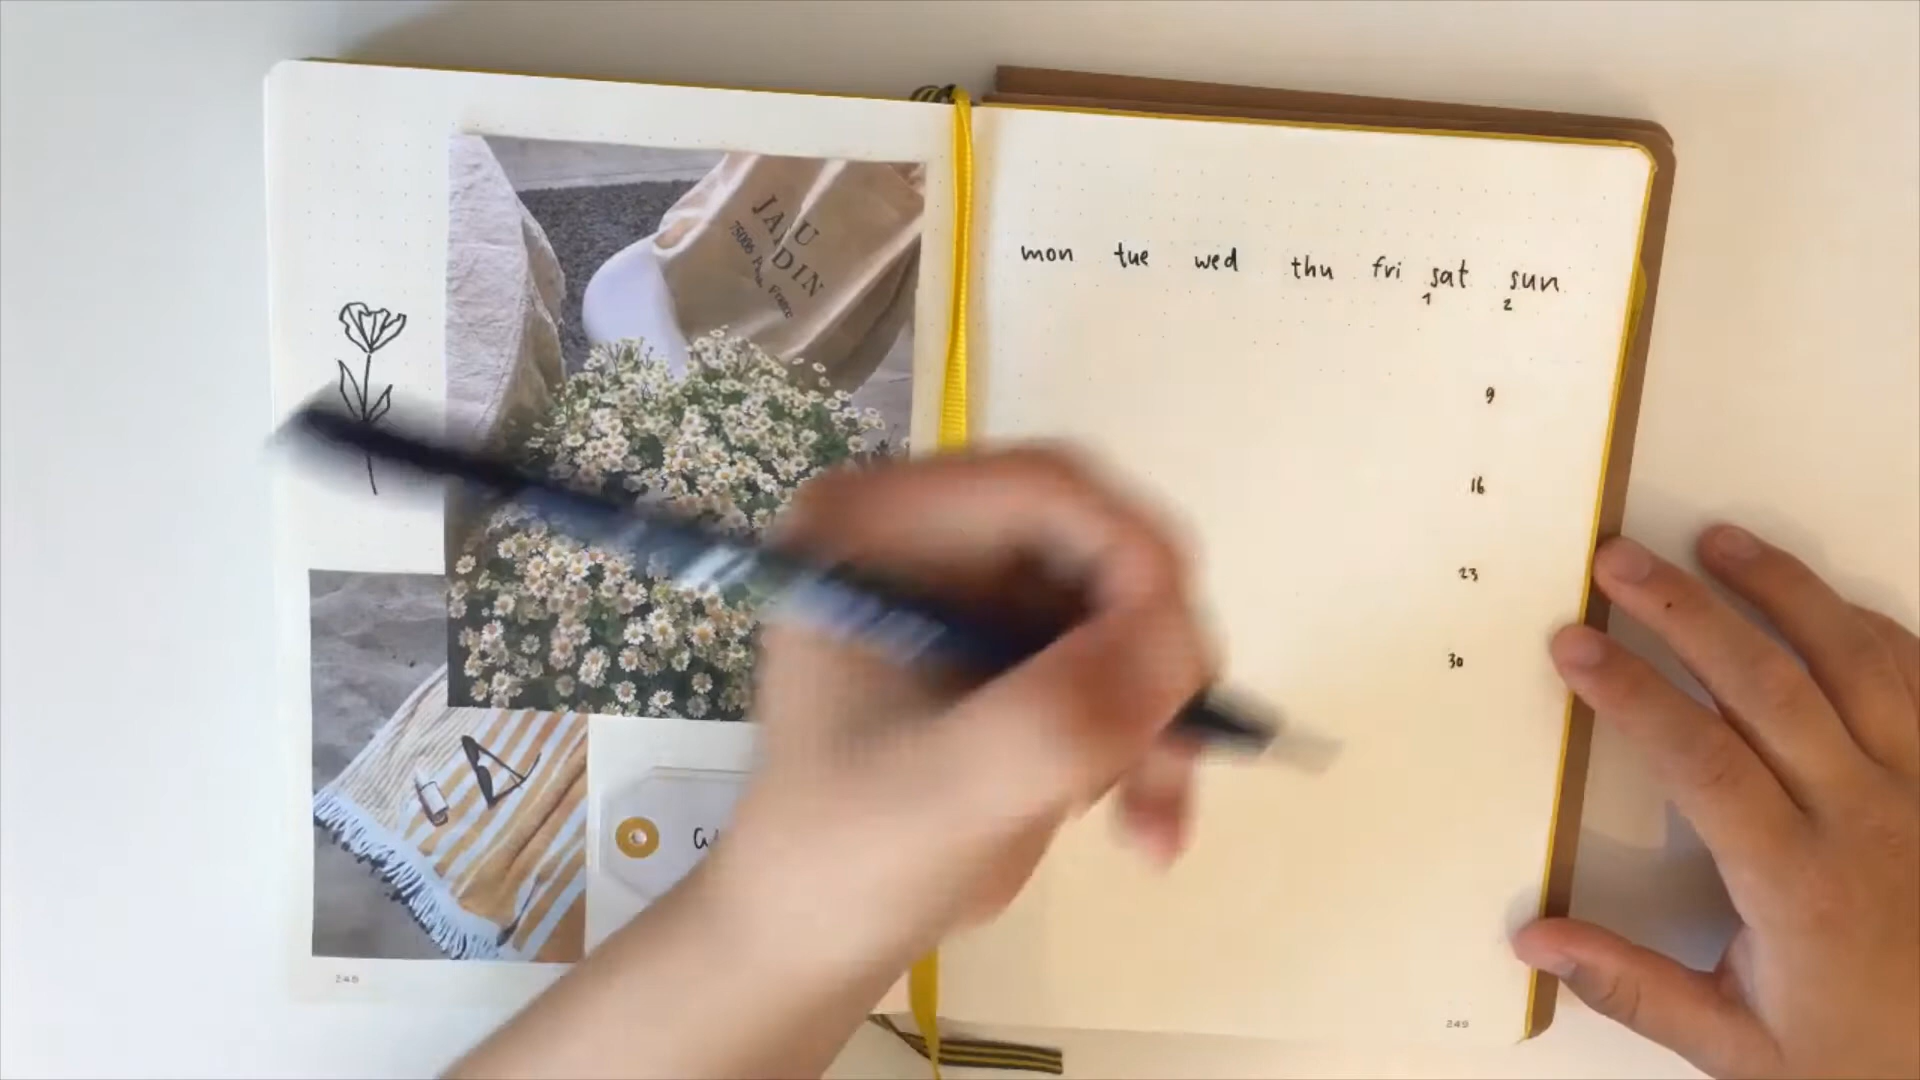 JARDIN
75006 Paris, France
mon tue wed thu fri sat sun
1 2
9
16
23
30
248
249